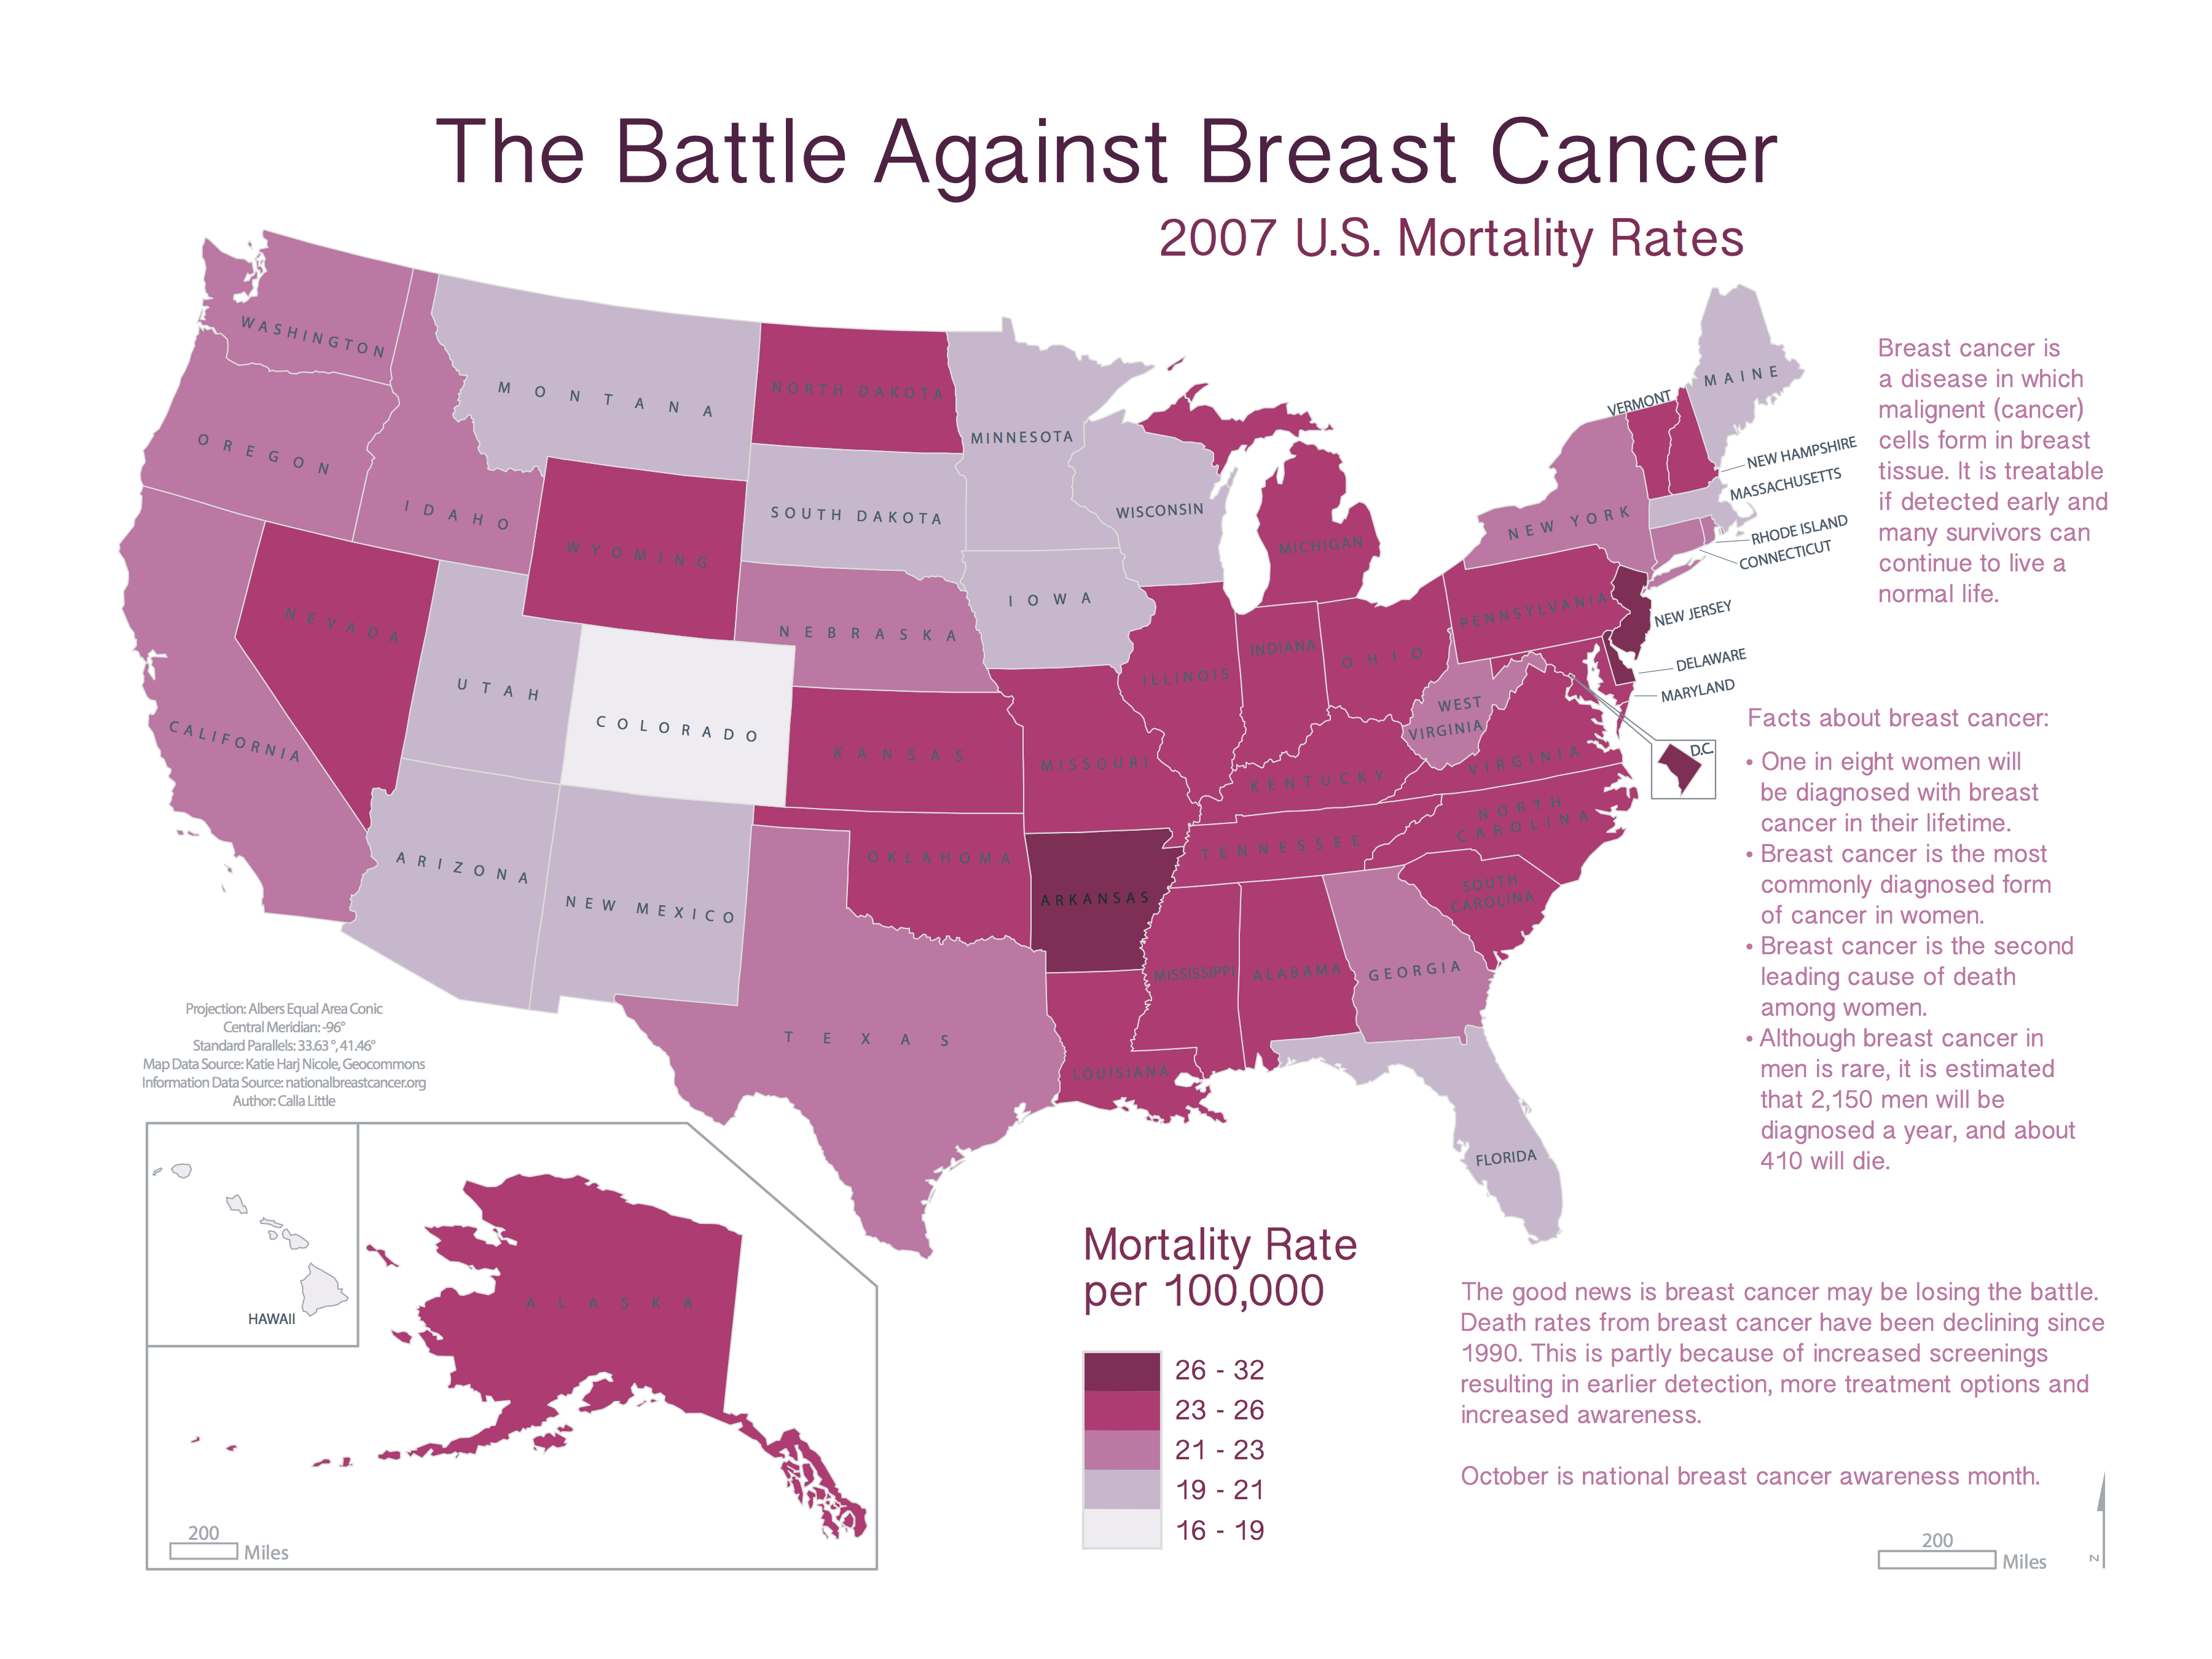 The Battle Against Breast Cancer
2007 U.S. Mortality Rates
WASHINGTON
OREGON
CALIFORNIA
IDAHO
NEVADA
MONTANA
WYOMING
UTAH
COLORADO
ARIZONA
NEW MEXICO
NORTH DAKOTA
SOUTH DAKOTA
NEBRASKA
KANSAS
OKLAHOMA
TEXAS
MINNESOTA
IOWA
MISSOURI
ARKANSAS
LOUISIANA
WISCONSIN
ILLINOIS
MICHIGAN
INDIANA
OHIO
KENTUCKY
TENNESSEE
MISSISSIPPI
ALABAMA
GEORGIA
FLORIDA
SOUTH
CAROLINA
NORTH
CAROLINA
VIRGINIA
WEST
VIRGINIA
PENNSYLVANIA
NEW YORK
VERMONT
MAINE
NEW HAMPSHIRE
MASSACHUSETTS
RHODE ISLAND
CONNECTICUT
NEW JERSEY
DELAWARE
MARYLAND
D.C.
Breast cancer is
a disease in which
malignent (cancer)
cells form in breast
tissue. It is treatable
if detected early and
many survivors can
continue to live a
normal life.
Facts about breast cancer:
• One in eight women will
be diagnosed with breast
cancer in their lifetime.
• Breast cancer is the most
commonly diagnosed form
of cancer in women.
• Breast cancer is the second
leading cause of death
among women.
• Although breast cancer in
men is rare, it is estimated
that 2,150 men will be
diagnosed a year, and about
410 will die.
Projection: Albers Equal Area Conic
Central Meridian: -96°
Standard Parallels: 33.63 °, 41.46°
Map Data Source: Katie Harj Nicole, Geocommons
Information Data Source: nationalbreastcancer.org
Author: Calla Little
HAWAII
ALASKA
200
Miles
Mortality Rate
per 100,000
26 - 32
23 - 26
21 - 23
19 - 21
16 - 19
The good news is breast cancer may be losing the battle.
Death rates from breast cancer have been declining since
1990. This is partly because of increased screenings
resulting in earlier detection, more treatment options and
increased awareness.
October is national breast cancer awareness month.
200
Miles
N